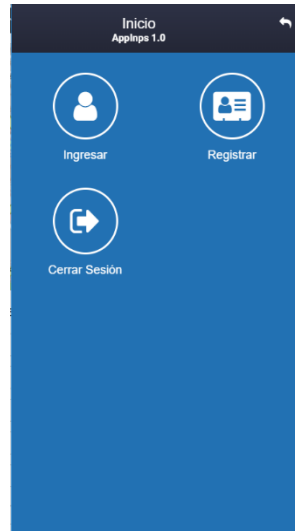 Inicio
AppInps 1.0
Ingresar
Registrar
Cerrar Sesión